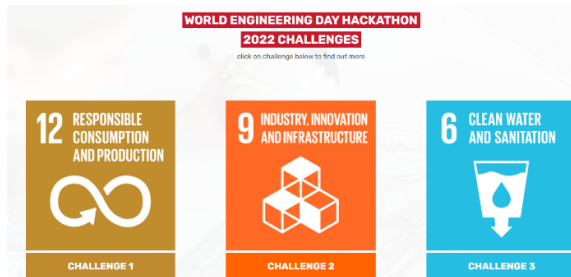 WORLD ENGINEERING DAY HACKATHON
2022 CHALLENGES
click on challenge below to find out more
12 RESPONSIBLE
CONSUMPTION
AND PRODUCTION
CHALLENGE 1
9 INDUSTRY, INNOVATION
AND INFRASTRUCTURE
CHALLENGE 2
6 CLEAN WATER
AND SANITATION
CHALLENGE 3